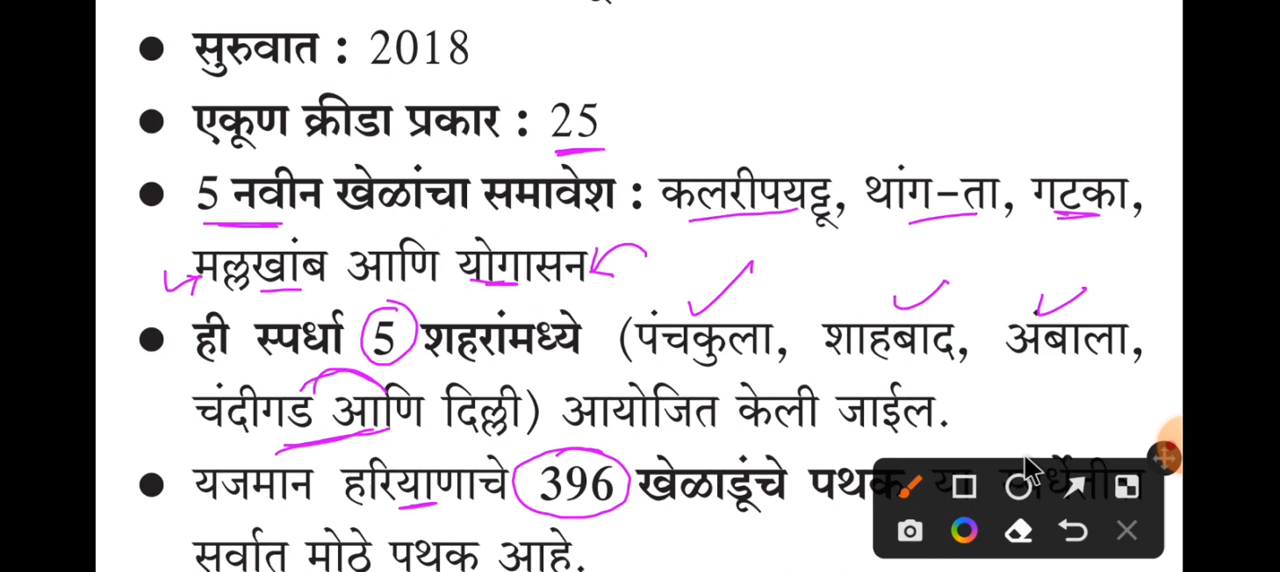 ● सुरुवात : 2018
● एकूण क्रीडा प्रकार : 25
● 5 नवीन खेळांचा समावेश : कलरीपयट्टू, थांग-ता, गटका,
मल्लखांब आणि योगासन
● ही स्पर्धा 5 शहरांमध्ये (पंचकुला, शाहबाद, अंबाला,
चंदीगड आणि दिल्ली) आयोजित केली जाईल.
● यजमान हरियाणाचे 396 खेळाडूंचे पथक या स्पर्धेतील
सर्वात मोठे पथक आहे.